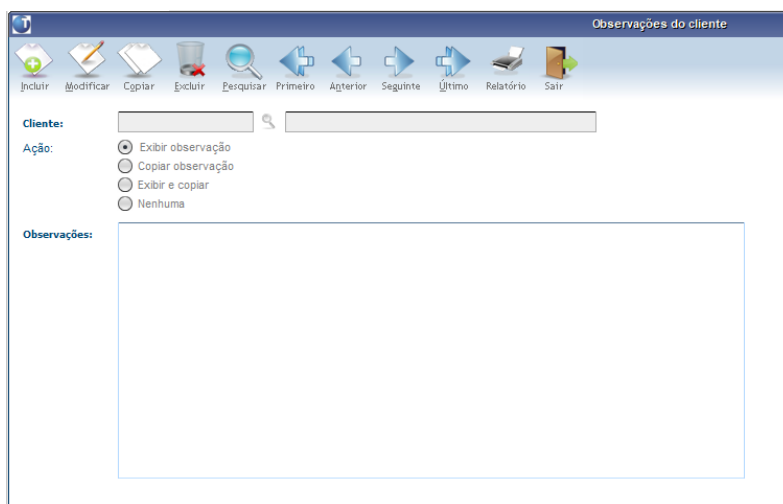 Observações do cliente
Incluir Modificar Copiar Excluir Pesquisar Primeiro Anterior Seguinte Último Relatório Sair
Cliente:
Ação: Exibir observação
Copiar observação
Exibir e copiar
Nenhuma
Observações: